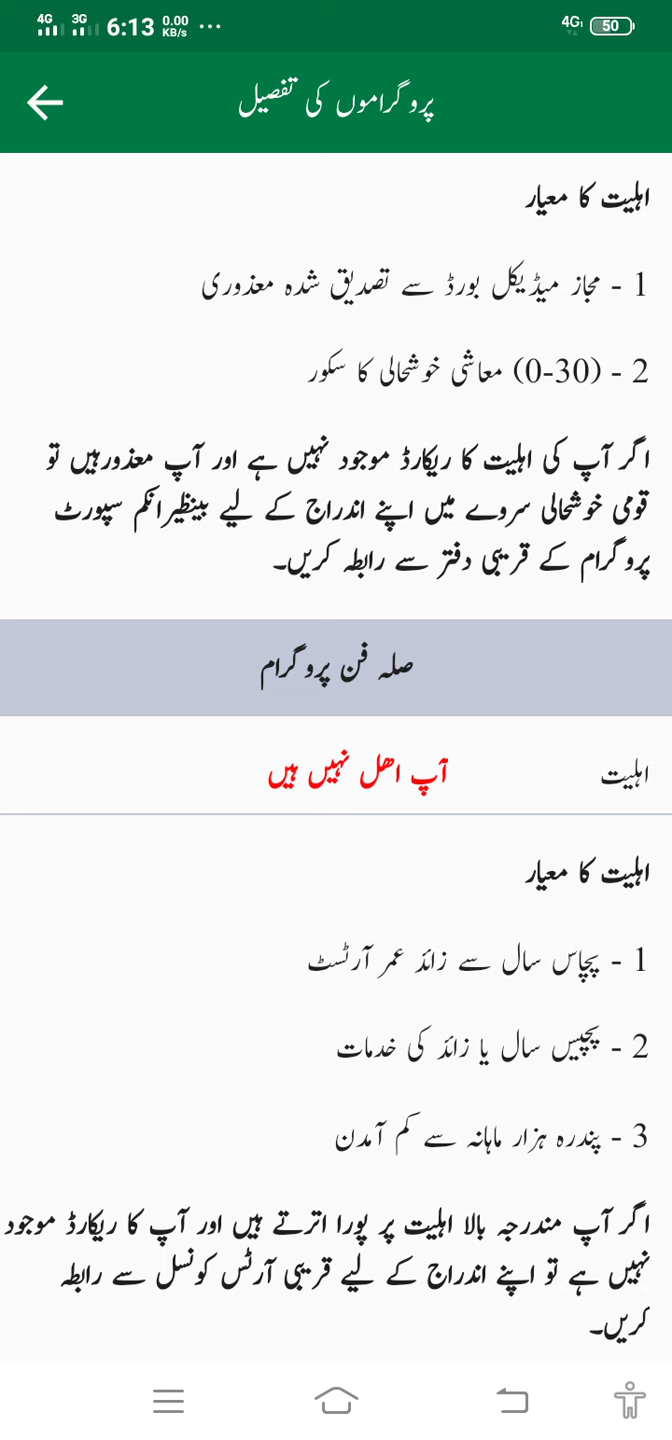 4G 3G 6:13 0.00 KB/s ... 4G 50
پروگراموں کی تفصیل
اہلیت کا معیار
1 - مجاز میڈیکل بورڈ سے تصدیق شدہ معذوری
2 - (0-30) معاشی خوشحالی کا سکور
اگر آپ کی اہلیت کا ریکارڈ موجود نہیں ہے اور آپ معذورہیں تو
قومی خوشحالی سروے میں اپنے اندراج کے لیے بینظیرانکم سپورٹ
پروگرام کے قریبی دفتر سے رابطہ کریں۔
صلہ فن پروگرام
اہلیت آپ اھل نہیں ہیں
اہلیت کا معیار
1 - پچاس سال سے زائد عمر آرٹسٹ
2 - پچیس سال یا زائد کی خدمات
3 - پندرہ ہزار ماہانہ سے کم آمدن
اگر آپ مندرجہ بالا اہلیت پر پورا اترتے ہیں اور آپ کا ریکارڈ موجود
نہیں ہے تو اپنے اندراج کے لیے قریبی آرٹس کونسل سے رابطہ
کریں۔